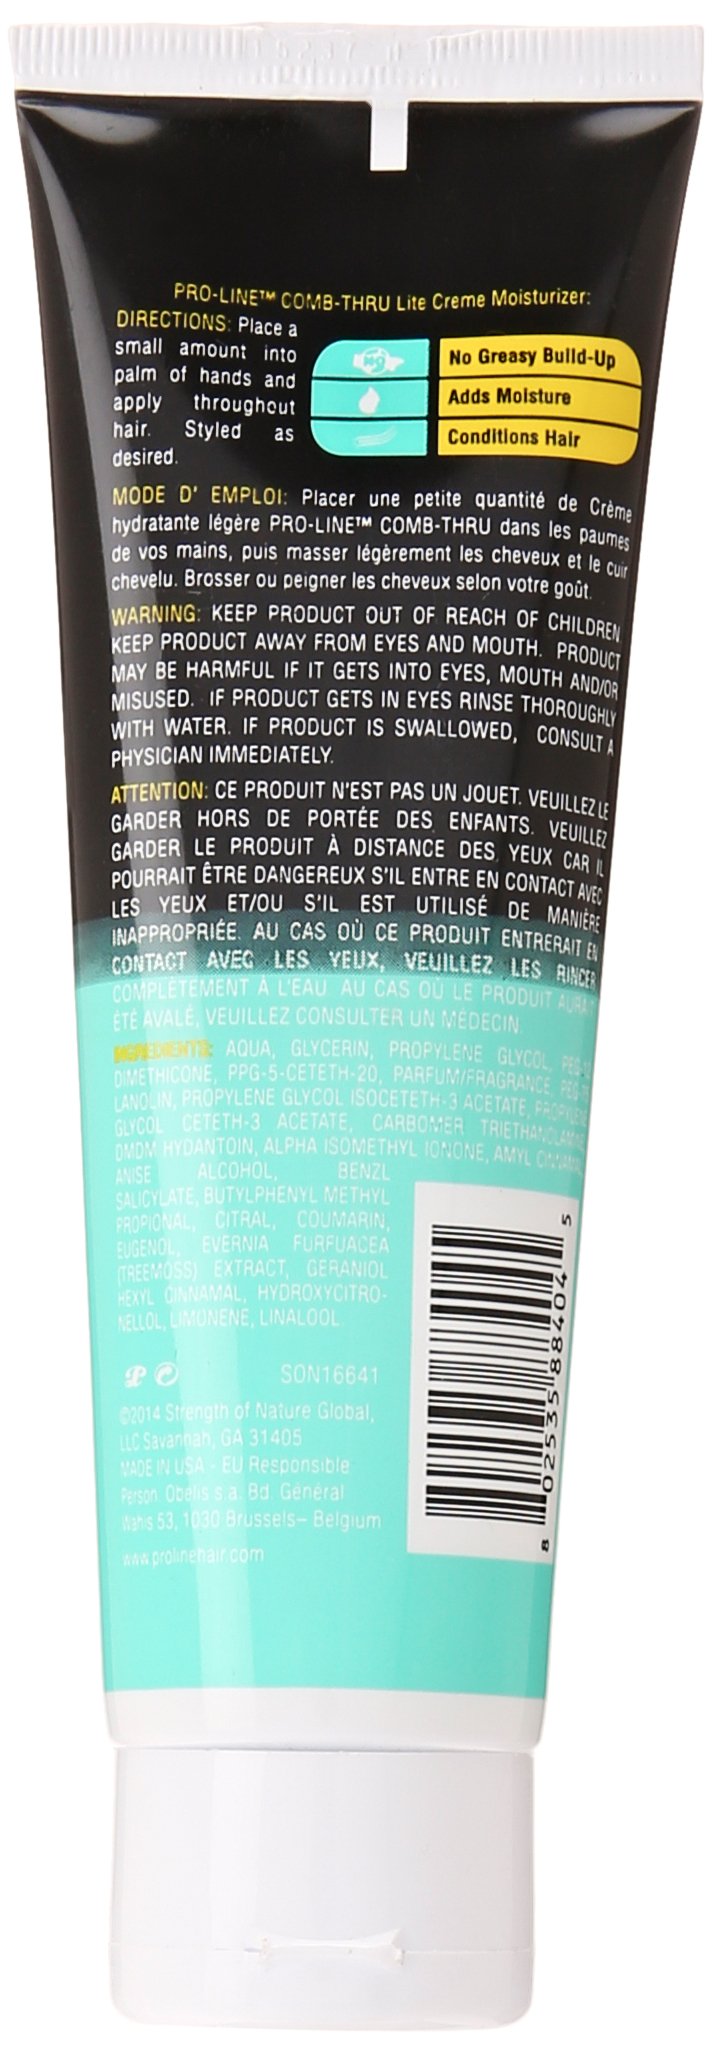 PRO-LINE™ COMB-THRU Lite Creme Moisturizer:
DIRECTIONS: Place a
small amount into
palm of hands and
apply throughout
hair. Styled as
desired.
No Greasy Build-Up
Adds Moisture
Conditions Hair
MODE D' EMPLOI: Placer une petite quantité de Crème
hydratante légère PRO-LINE™ COMB-THRU dans les paumes
de vos mains, puis masser légèrement les cheveux et le cuir
chevelu. Brosser ou peigner les cheveux selon votre goût.
WARNING: KEEP PRODUCT OUT OF REACH OF CHILDREN
KEEP PRODUCT AWAY FROM EYES AND MOUTH. PRODUCT
MAY BE HARMFUL IF IT GETS INTO EYES, MOUTH AND/OR
MISUSED. IF PRODUCT GETS IN EYES RINSE THOROUGHLY
WITH WATER. IF PRODUCT IS SWALLOWED, CONSULT A
PHYSICIAN IMMEDIATELY.
ATTENTION: CE PRODUIT N'EST PAS UN JOUET. VEUILLEZ LE
GARDER HORS DE PORTÉE DES ENFANTS. VEUILLEZ
GARDER LE PRODUIT À DISTANCE DES YEUX CAR IL
POURRAIT ÊTRE DANGEREUX S'IL ENTRE EN CONTACT AVEC
LES YEUX ET/OU S'IL EST UTILISÉ DE MANIÈRE
INAPPROPRIÉE. AU CAS OÙ CE PRODUIT ENTRERAIT EN
CONTACT AVEC LES YEUX, VEUILLEZ LES RINCER
COMPLÈTEMENT À L'EAU. AU CAS OÙ LE PRODUIT AURAIT
ÉTÉ AVALÉ, VEUILLEZ CONSULTER UN MÉDECIN.
INGREDIENTS: AQUA, GLYCERIN, PROPYLENE GLYCOL,
DIMETHICONE, PPG-5-CETETH-20, PARFUM/FRAGRANCE,
LANOLIN, PROPYLENE GLYCOL ISOCETETH-3 ACETATE, PROPYLENE
GLYCOL CETETH-3 ACETATE, CARBOMER
DMDM HYDANTOIN, ALPHA ISOMETHYL IONONE, AMYL
ANISE ALCOHOL, BENZL
SALICYLATE, BUTYLPHENYL METHYL
PROPIONAL, CITRAL, COUMARIN,
EUGENOL, EVERNIA FURFUACEA
(TREEMOSS) EXTRACT, GERANIOL
HEXYL CINNAMAL, HYDROXYCITRO-
NELLOL, LIMONENE, LINALOOL
SON16641
©2014 Strength of Nature Global,
LLC Savannah, GA 31405
MADE IN USA - EU Responsible
Person. Obelis s.a. Bd. Général
Wahis 53, 1030 Brussels– Belgium
www.prolinehair.com
8 02535 88404 5